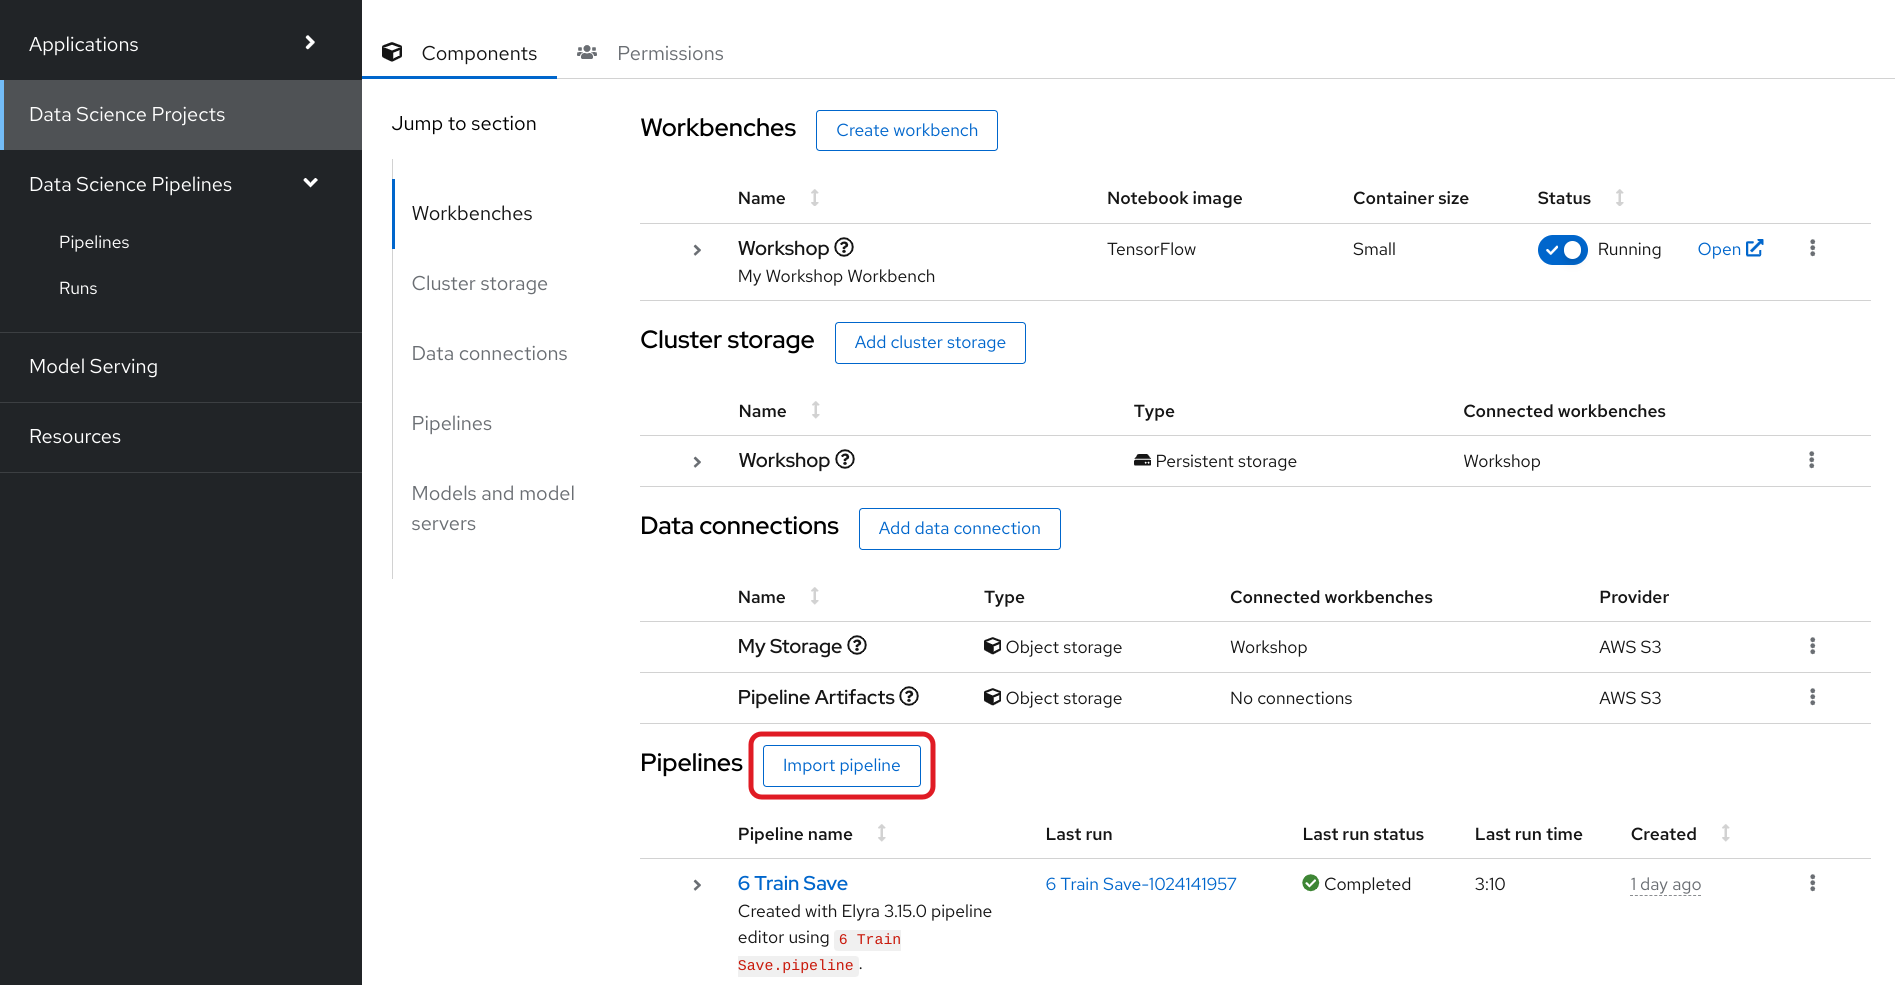 Applications
Data Science Projects
Data Science Pipelines
Pipelines
Runs
Model Serving
Resources
Components
Permissions
Jump to section
Workbenches
Cluster storage
Data connections
Pipelines
Models and model
servers
Workbenches Create workbench
Name Notebook image Container size Status
Workshop TensorFlow Small Running Open
My Workshop Workbench
Cluster storage Add cluster storage
Name Type Connected workbenches
Workshop Persistent storage Workshop
Data connections Add data connection
Name Type Connected workbenches Provider
My Storage Object storage Workshop AWS S3
Pipeline Artifacts Object storage No connections AWS S3
Pipelines Import pipeline
Pipeline name Last run Last run status Last run time Created
6 Train Save 6 Train Save-1024141957 Completed 3:10 1 day ago
Created with Elyra 3.15.0 pipeline
editor using 6 Train
Save.pipeline.